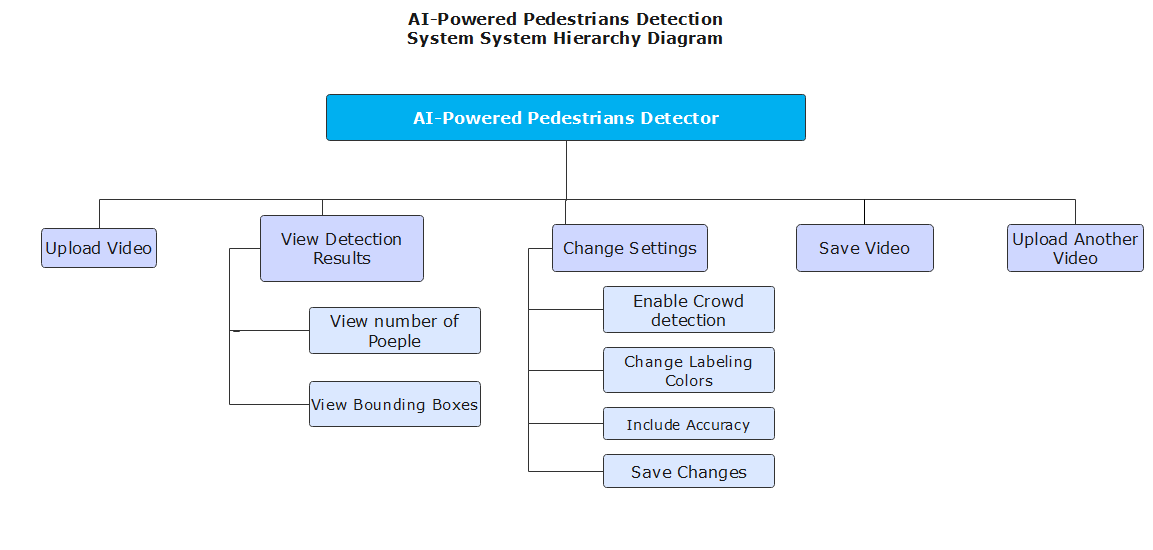 AI-Powered Pedestrians Detection
System System Hierarchy Diagram
AI-Powered Pedestrians Detector
Upload Video
View Detection
Results
View number of
Poeple
View Bounding Boxes
Change Settings
Enable Crowd
detection
Change Labeling
Colors
Include Accuracy
Save Changes
Save Video
Upload Another
Video